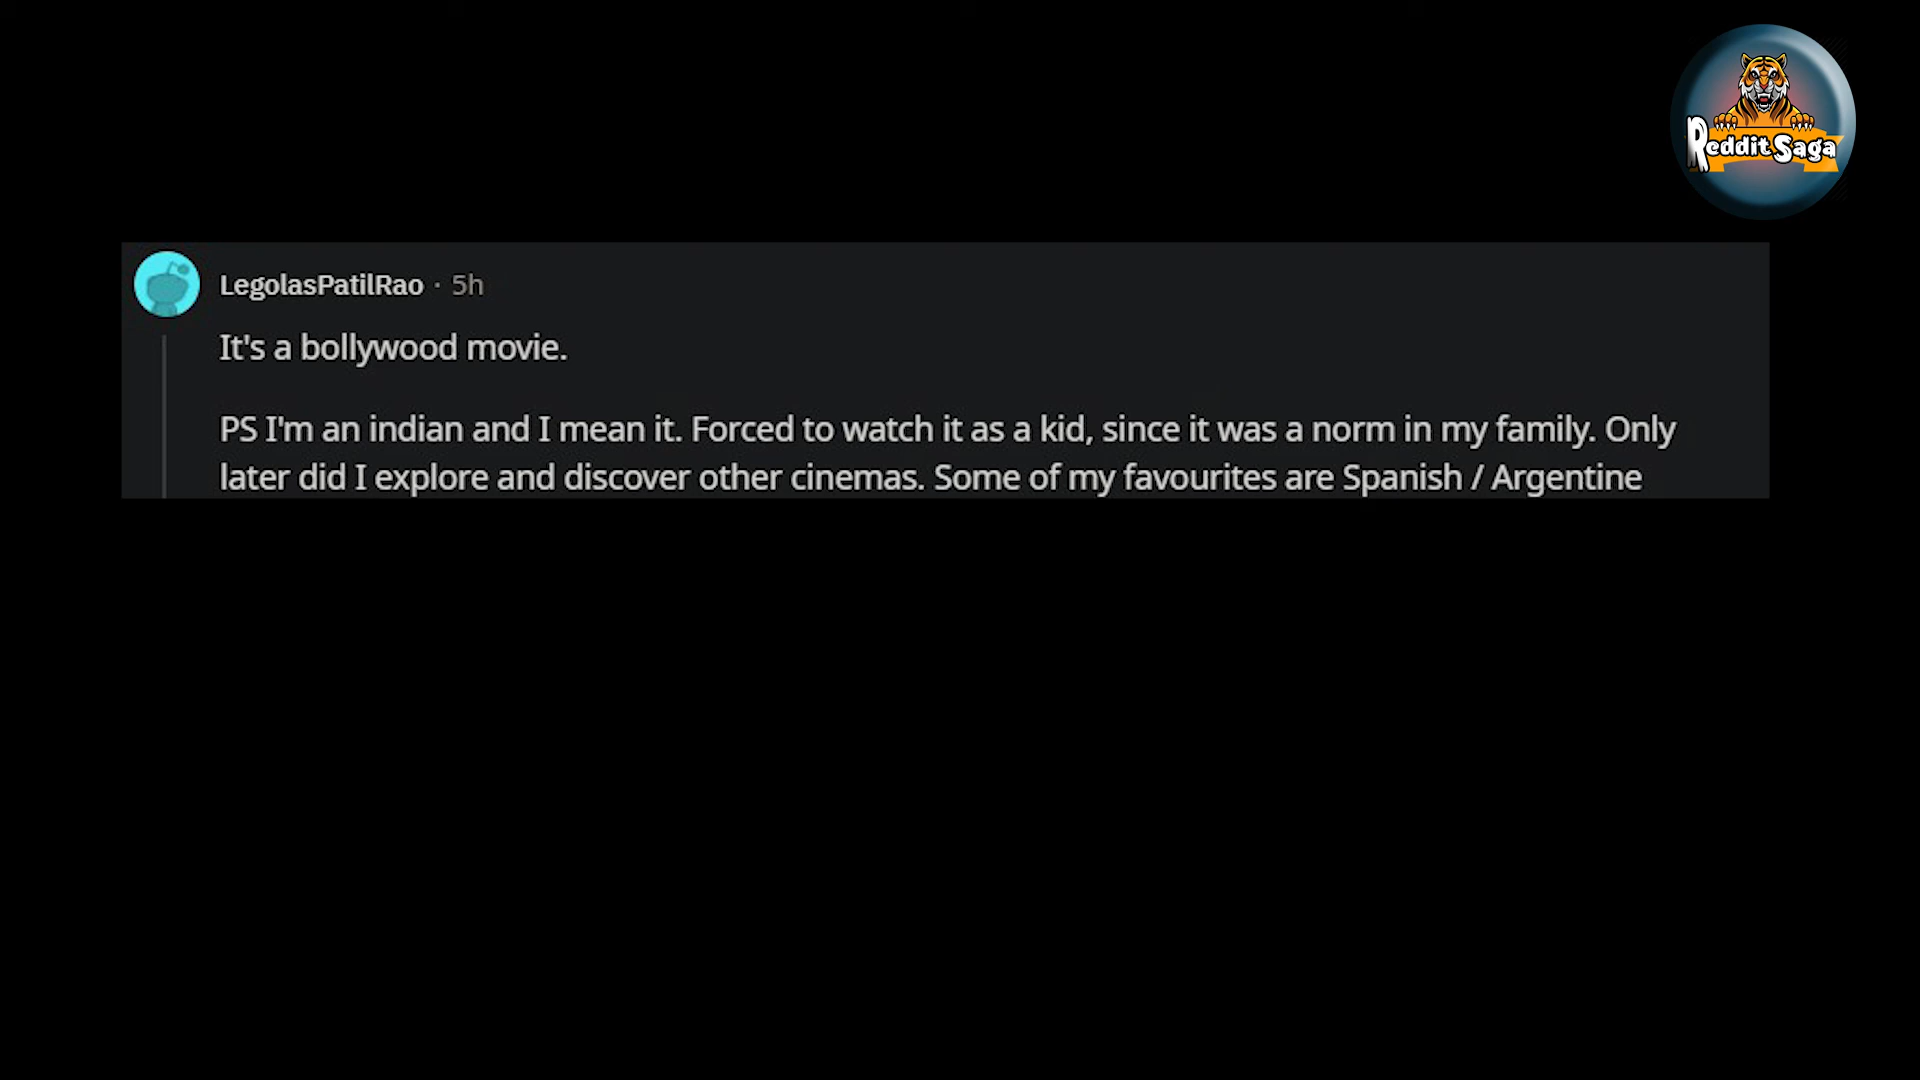 Reddit Saga
LegolasPatilRao · 5h
It's a bollywood movie.
PS I'm an indian and I mean it. Forced to watch it as a kid, since it was a norm in my family. Only
later did I explore and discover other cinemas. Some of my favourites are Spanish / Argentine